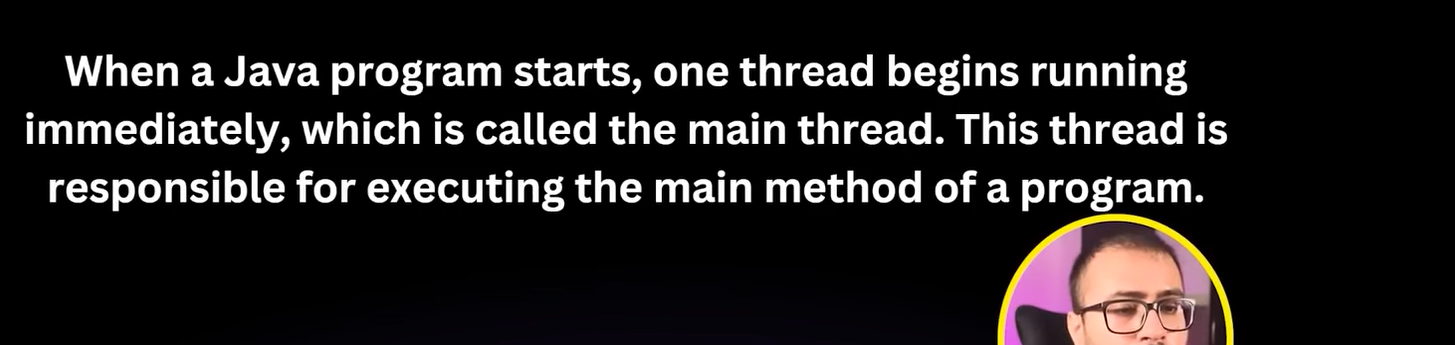 When a Java program starts, one thread begins running
immediately, which is called the main thread. This thread is
responsible for executing the main method of a program.